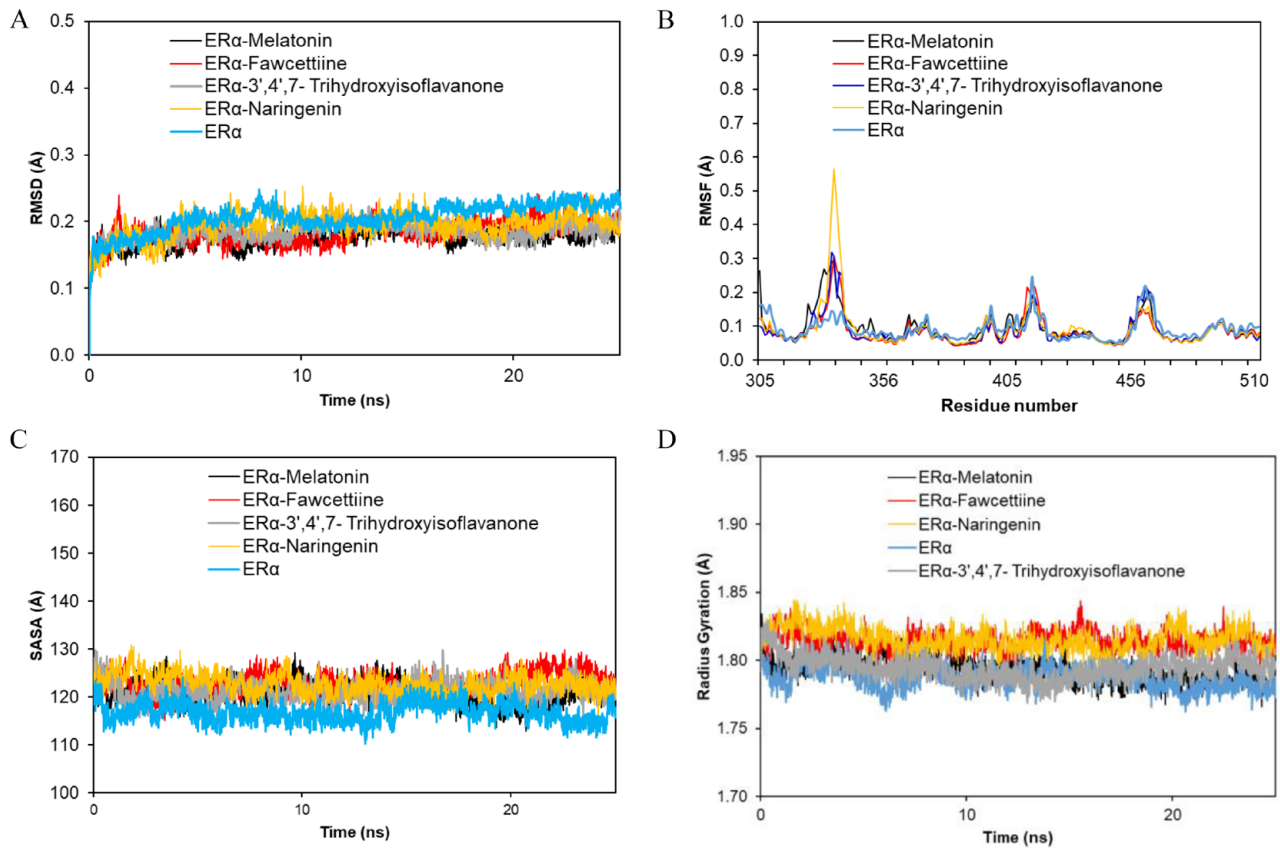 A
0.5
0.4
0.3
0.2
0.1
0.0
RMSD (Å)
ERα-Melatonin
ERα-Fawcettiine
ERα-3',4',7- Trihydroxyisoflavanone
ERα-Naringenin
ERα
0
10
20
Time (ns)
B
1.0
0.9
0.8
0.7
0.6
0.5
0.4
0.3
0.2
0.1
0.0
RMSF (Å)
ERα-Melatonin
ERα-Fawcettiine
ERα-3',4',7- Trihydroxyisoflavanone
ERα-Naringenin
ERα
305
356
405
456
510
Residue number
C
170
160
150
140
130
120
110
100
SASA (Å)
ERα-Melatonin
ERα-Fawcettiine
ERα-3',4',7- Trihydroxyisoflavanone
ERα-Naringenin
ERα
0
10
20
Time (ns)
D
1.95
1.90
1.85
1.80
1.75
1.70
Radius Gyration (Å)
ERα-Melatonin
ERα-Fawcettiine
ERα-Naringenin
ERα
ERα-3',4',7- Trihydroxyisoflavanone
0
10
20
Time (ns)